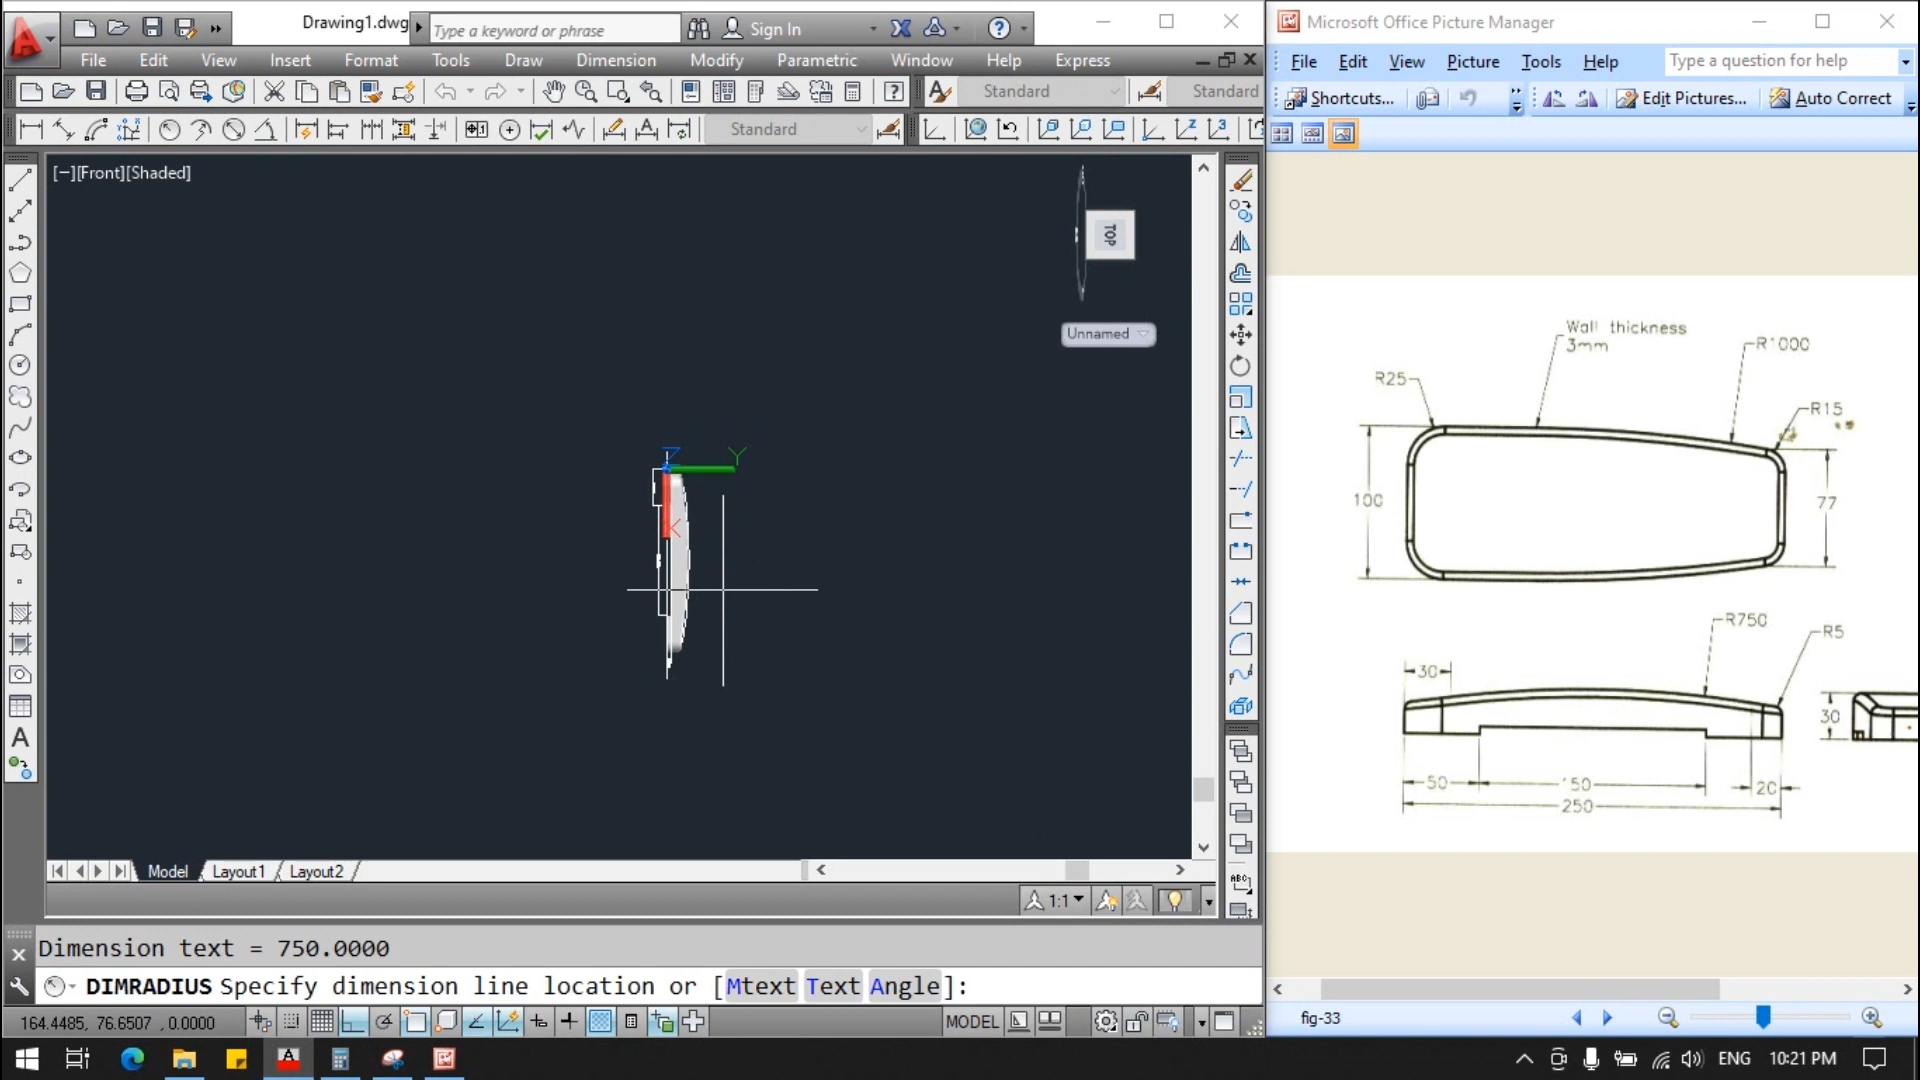 Drawing1.dwg
Type a keyword or phrase
Sign In
File Edit View Insert Format Tools Draw Dimension Modify Parametric Window Help Express
Standard
Standard
Standard
[−][Front][Shaded]
TOP
Unnamed
Z
Y
Model
Layout1
Layout2
1:1
Dimension text = 750.0000
DIMRADIUS Specify dimension line location or [Mtext Text Angle]:
164.4485, 76.6507 , 0.0000
MODEL
Microsoft Office Picture Manager
File Edit View Picture Tools Help
Type a question for help
Shortcuts...
Edit Pictures...
Auto Correct
Wall thickness
3mm
R1000
R25
R15
100
77
R750
R5
30
30
50
150
20
250
fig-33
ENG
10:21 PM